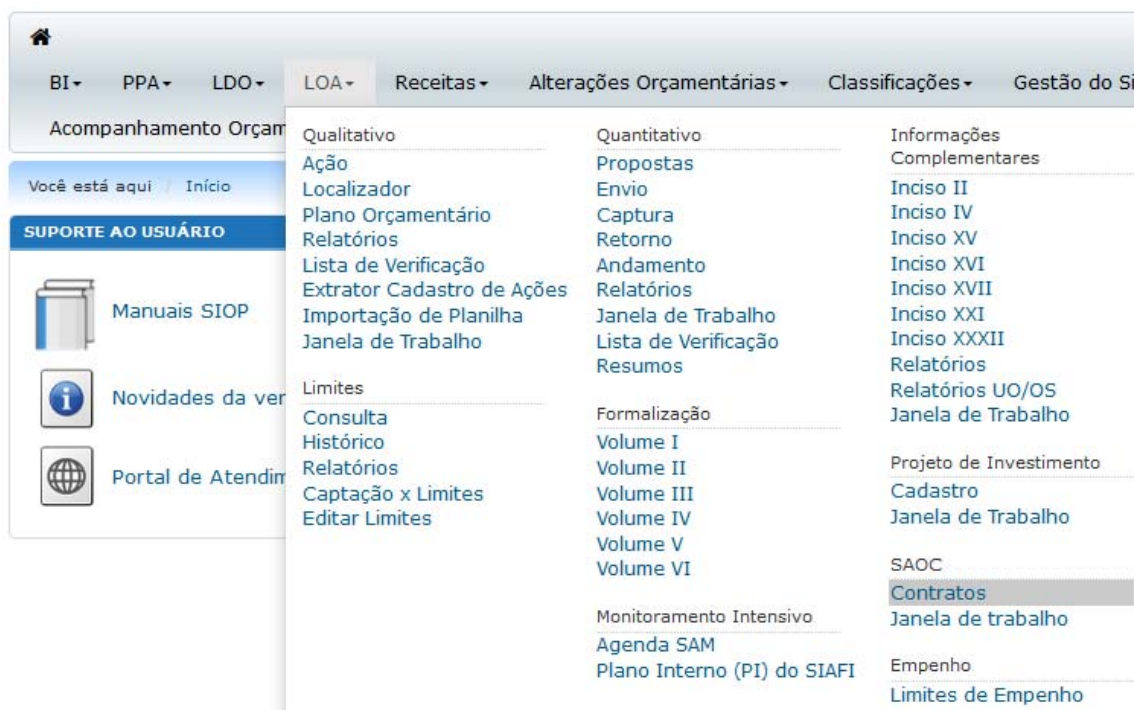 BI PPA LDO LOA Receitas Alterações Orçamentárias Classificações Gestão do Si
Acompanhamento Orçam
Você está aqui / Início
SUPORTE AO USUÁRIO
Manuais SIOP
Novidades da ver
Portal de Atendim
Qualitativo
Ação
Localizador
Plano Orçamentário
Relatórios
Lista de Verificação
Extrator Cadastro de Ações
Importação de Planilha
Janela de Trabalho
Limites
Consulta
Histórico
Relatórios
Captação x Limites
Editar Limites
Quantitativo
Propostas
Envio
Captura
Retorno
Andamento
Relatórios
Janela de Trabalho
Lista de Verificação
Resumos
Formalização
Volume I
Volume II
Volume III
Volume IV
Volume V
Volume VI
Monitoramento Intensivo
Agenda SAM
Plano Interno (PI) do SIAFI
Informações
Complementares
Inciso II
Inciso IV
Inciso XV
Inciso XVI
Inciso XVII
Inciso XXI
Inciso XXXII
Relatórios
Relatórios UO/OS
Janela de Trabalho
Projeto de Investimento
Cadastro
Janela de Trabalho
SAOC
Contratos
Janela de trabalho
Empenho
Limites de Empenho